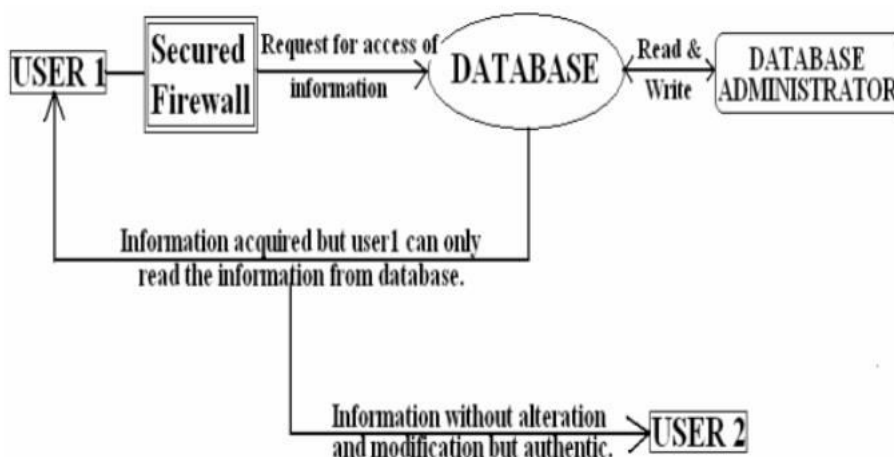 USER 1
Secured
Firewall
Request for access of
information
DATABASE
Read &
Write
DATABASE
ADMINISTRATOR
Information acquired but user1 can only
read the information from database.
Information without alteration
and modification but authentic.
USER 2